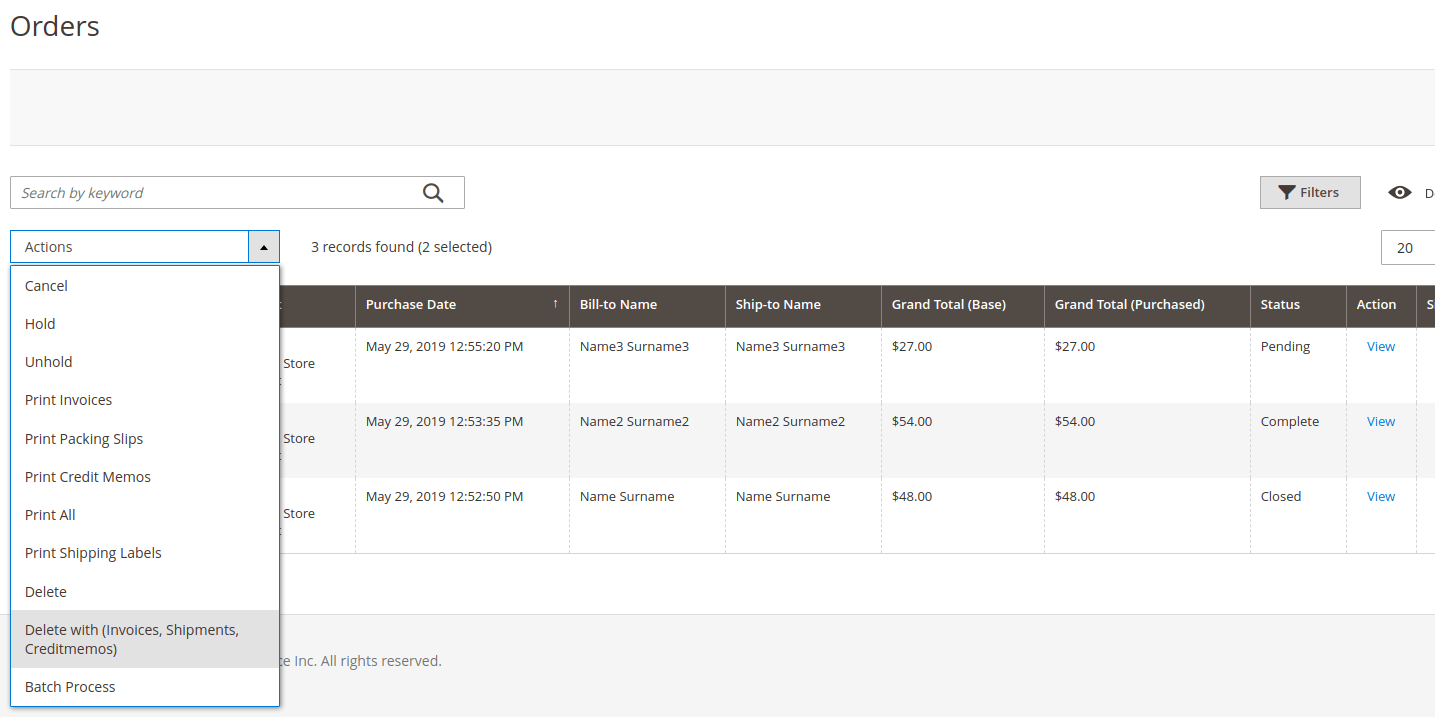 Orders
Search by keyword
Filters
Actions
3 records found (2 selected)
20
Cancel
Hold
Unhold
Print Invoices
Print Packing Slips
Print Credit Memos
Print All
Print Shipping Labels
Delete
Delete with (Invoices, Shipments,
Creditmemos)
Batch Process
Purchase Date ↑ Bill-to Name Ship-to Name Grand Total (Base) Grand Total (Purchased) Status Action
May 29, 2019 12:55:20 PM Name3 Surname3 Name3 Surname3 $27.00 $27.00 Pending View
Store
May 29, 2019 12:53:35 PM Name2 Surname2 Name2 Surname2 $54.00 $54.00 Complete View
Store
May 29, 2019 12:52:50 PM Name Surname Name Surname $48.00 $48.00 Closed View
Store
Inc. All rights reserved.